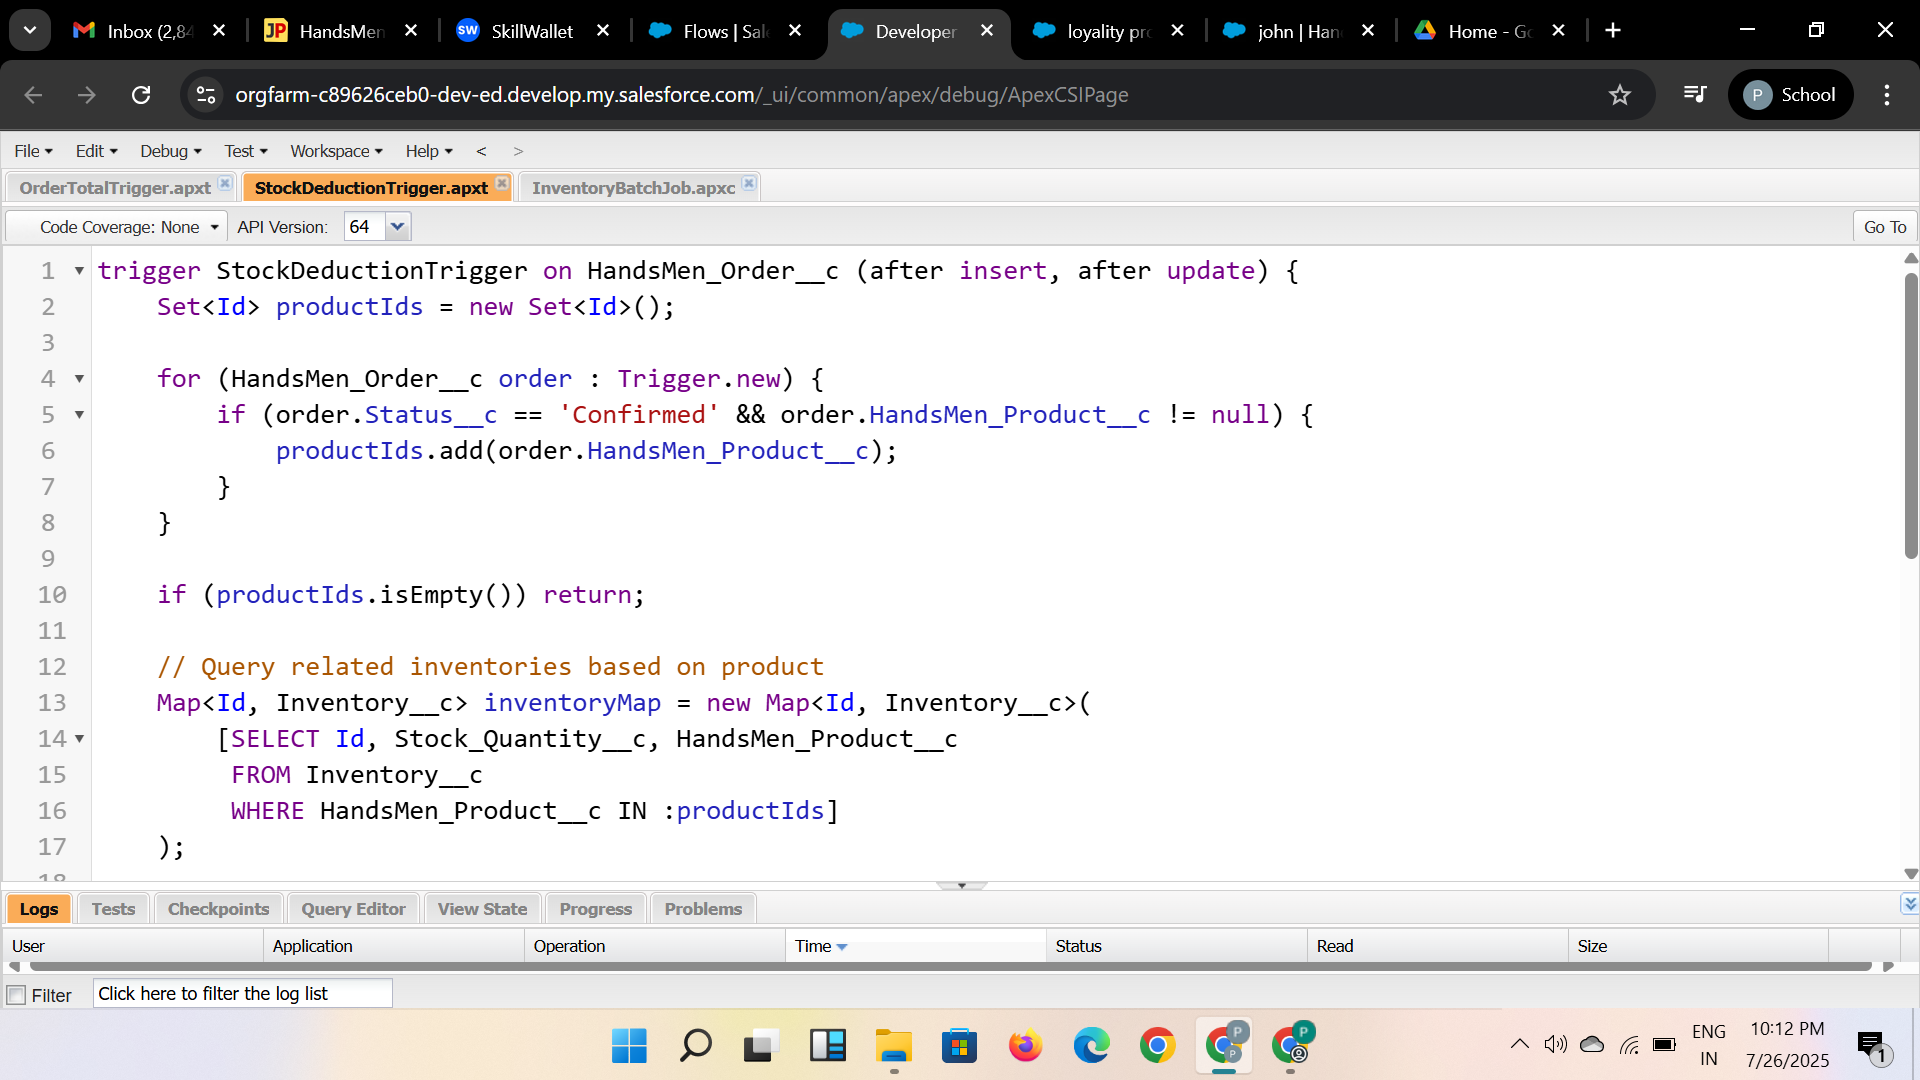 Inbox (2,84
HandsMen
SW SkillWallet
Flows | Sal
Developer
loyality pro
john | Han
Home - Go
orgfarm-c89626ceb0-dev-ed.develop.my.salesforce.com/_ui/common/apex/debug/ApexCSIPage
P School
File Edit Debug Test Workspace Help < >
OrderTotalTrigger.apxt StockDeductionTrigger.apxt InventoryBatchJob.apxc
Code Coverage: None API Version: 64 Go To
1 trigger StockDeductionTrigger on HandsMen_Order__c (after insert, after update) {
2 Set<Id> productIds = new Set<Id>();
3
4 for (HandsMen_Order__c order : Trigger.new) {
5 if (order.Status__c == 'Confirmed' && order.HandsMen_Product__c != null) {
6 productIds.add(order.HandsMen_Product__c);
7 }
8 }
9
10 if (productIds.isEmpty()) return;
11
12 // Query related inventories based on product
13 Map<Id, Inventory__c> inventoryMap = new Map<Id, Inventory__c>(
14 [SELECT Id, Stock_Quantity__c, HandsMen_Product__c
15 FROM Inventory__c
16 WHERE HandsMen_Product__c IN :productIds]
17 );
18
Logs Tests Checkpoints Query Editor View State Progress Problems
User Application Operation Time Status Read Size
Filter Click here to filter the log list
ENG
IN
10:12 PM
7/26/2025
1